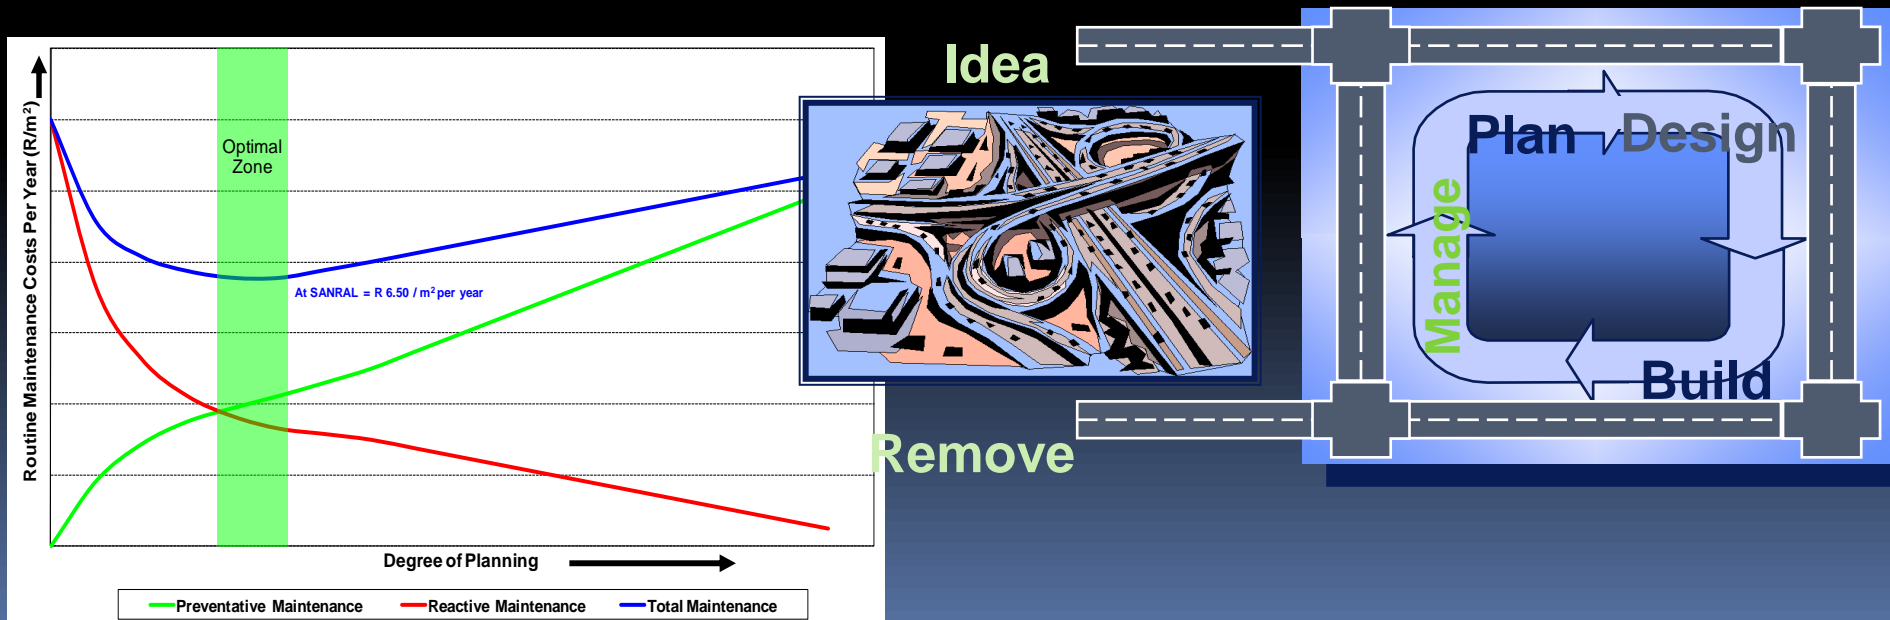 Routine Maintenance Costs Per Year (R/m²)
Optimal
Zone
At SANRAL = R 6.50 / m² per year
Degree of Planning
Preventative Maintenance
Reactive Maintenance
Total Maintenance
Idea
Remove
Plan
Design
Manage
Build